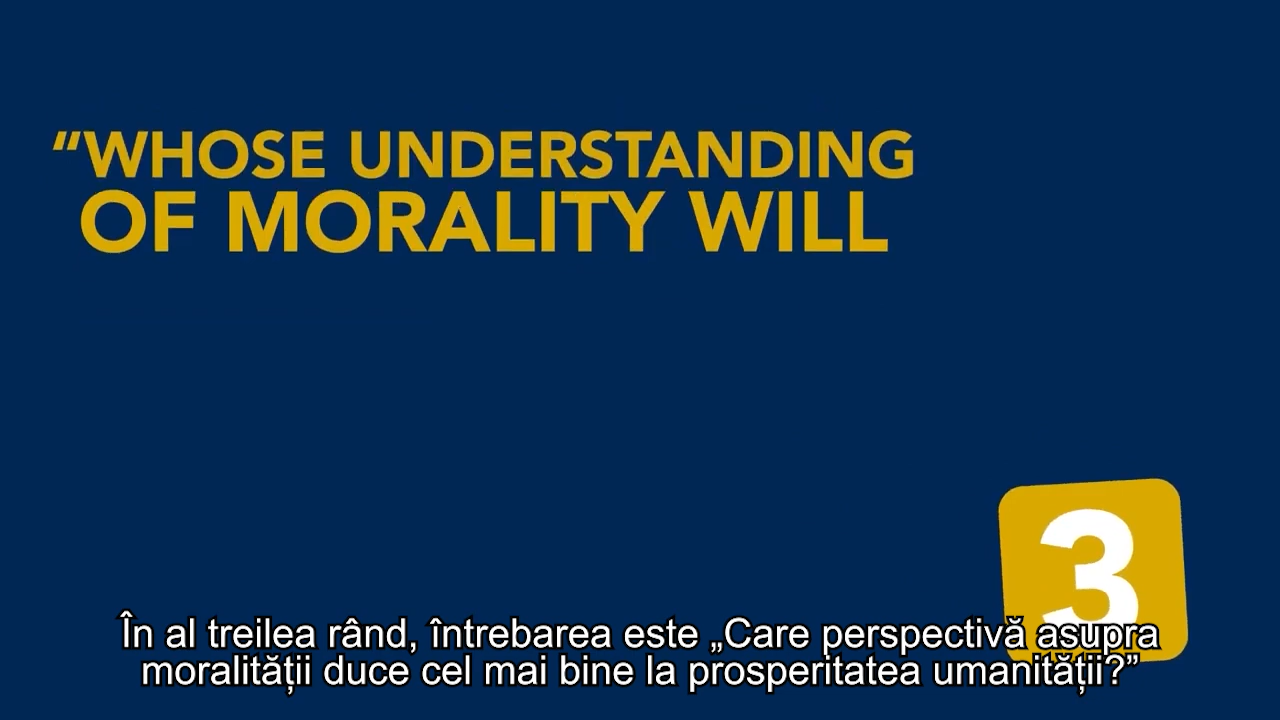 “WHOSE UNDERSTANDING
OF MORALITY WILL
3
În al treilea rând, întrebarea este „Care perspectivă asupra
moralității duce cel mai bine la prosperitatea umanității?”